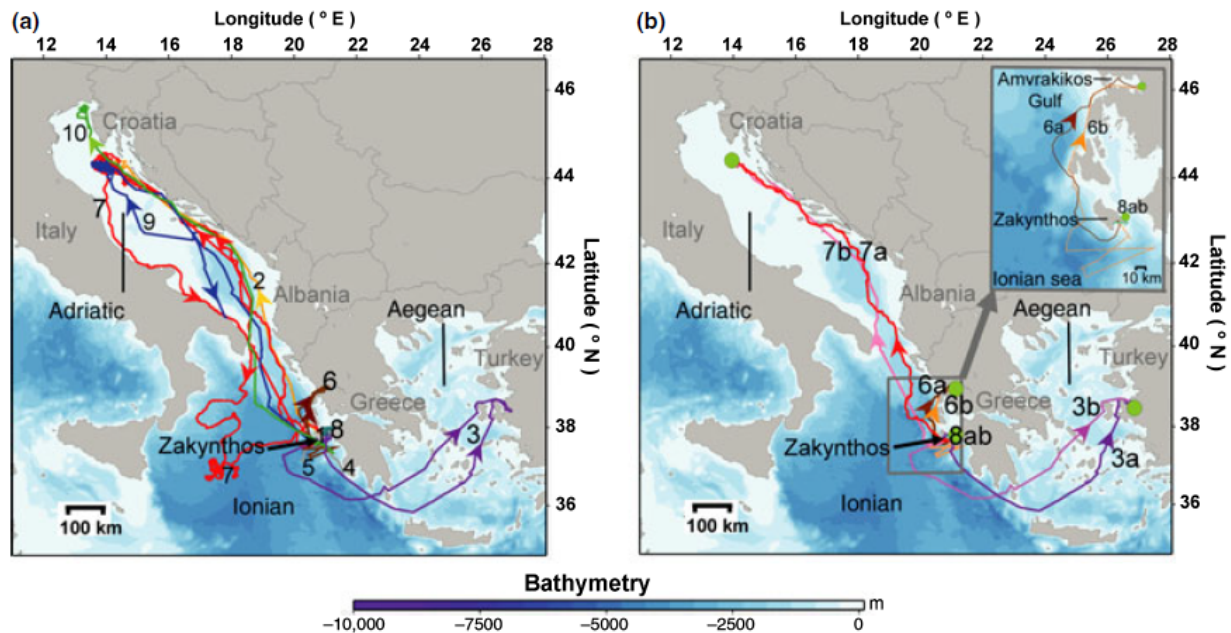 (a)
Longitude ( ° E )
12 14 16 18 20 22 24 26 28
46
44
42
40
38
36
Latitude ( ° N )
Croatia
10
Italy
7
9
2
Albania
Adriatic
Aegean
Turkey
6
Greece
8
3
Zakynthos
7
5
4
Ionian
100 km
(b)
Longitude ( ° E )
12 14 16 18 20 22 24 26 28
46
44
42
40
38
36
Latitude ( ° N )
Amvrakikos
Gulf
6a 6b
8ab
Zakynthos
Ionian sea
10 km
Croatia
Italy
7b 7a
Albania
Adriatic
Aegean
Turkey
6a
Greece
6b
3b
8ab
Zakynthos
3a
Ionian
100 km
Bathymetry
m
−10,000 −7500 −5000 −2500 0